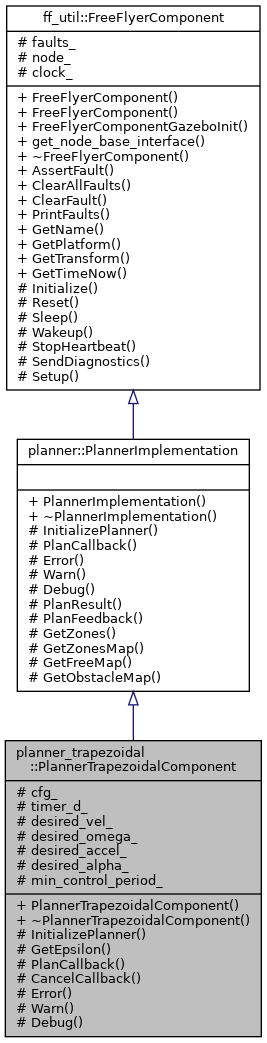 ff_util::FreeFlyerComponent
# faults_
# node_
# clock_
+ FreeFlyerComponent()
+ FreeFlyerComponent()
+ FreeFlyerComponentGazeboInit()
+ get_node_base_interface()
+ ~FreeFlyerComponent()
+ AssertFault()
+ ClearAllFaults()
+ ClearFault()
+ PrintFaults()
+ GetName()
+ GetPlatform()
+ GetTransform()
+ GetTimeNow()
# Initialize()
# Reset()
# Sleep()
# Wakeup()
# StopHeartbeat()
# SendDiagnostics()
# Setup()
planner::PlannerImplementation
+ PlannerImplementation()
+ ~PlannerImplementation()
# InitializePlanner()
# PlanCallback()
# Error()
# Warn()
# Debug()
# PlanResult()
# PlanFeedback()
# GetZones()
# GetZonesMap()
# GetFreeMap()
# GetObstacleMap()
planner_trapezoidal
::PlannerTrapezoidalComponent
# cfg_
# timer_d_
# desired_vel_
# desired_omega_
# desired_accel_
# desired_alpha_
# min_control_period_
+ PlannerTrapezoidalComponent()
+ ~PlannerTrapezoidalComponent()
# InitializePlanner()
# GetEpsilon()
# PlanCallback()
# CancelCallback()
# Error()
# Warn()
# Debug()